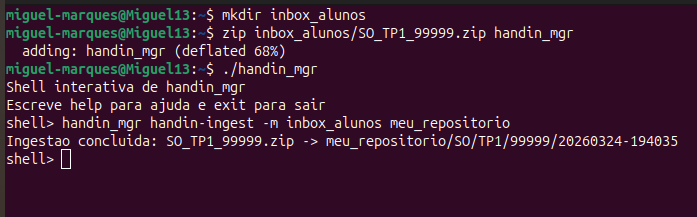 miguel-marques@Miguel13:~$ mkdir inbox_alunos
miguel-marques@Miguel13:~$ zip inbox_alunos/SO_TP1_99999.zip handin_mgr
  adding: handin_mgr (deflated 68%)
miguel-marques@Miguel13:~$ ./handin_mgr
Shell interativa de handin_mgr
Escreve help para ajuda e exit para sair
shell> handin_mgr handin-ingest -m inbox_alunos meu_repositorio
Ingestao concluida: SO_TP1_99999.zip -> meu_repositorio/SO/TP1/99999/20260324-194035
shell>